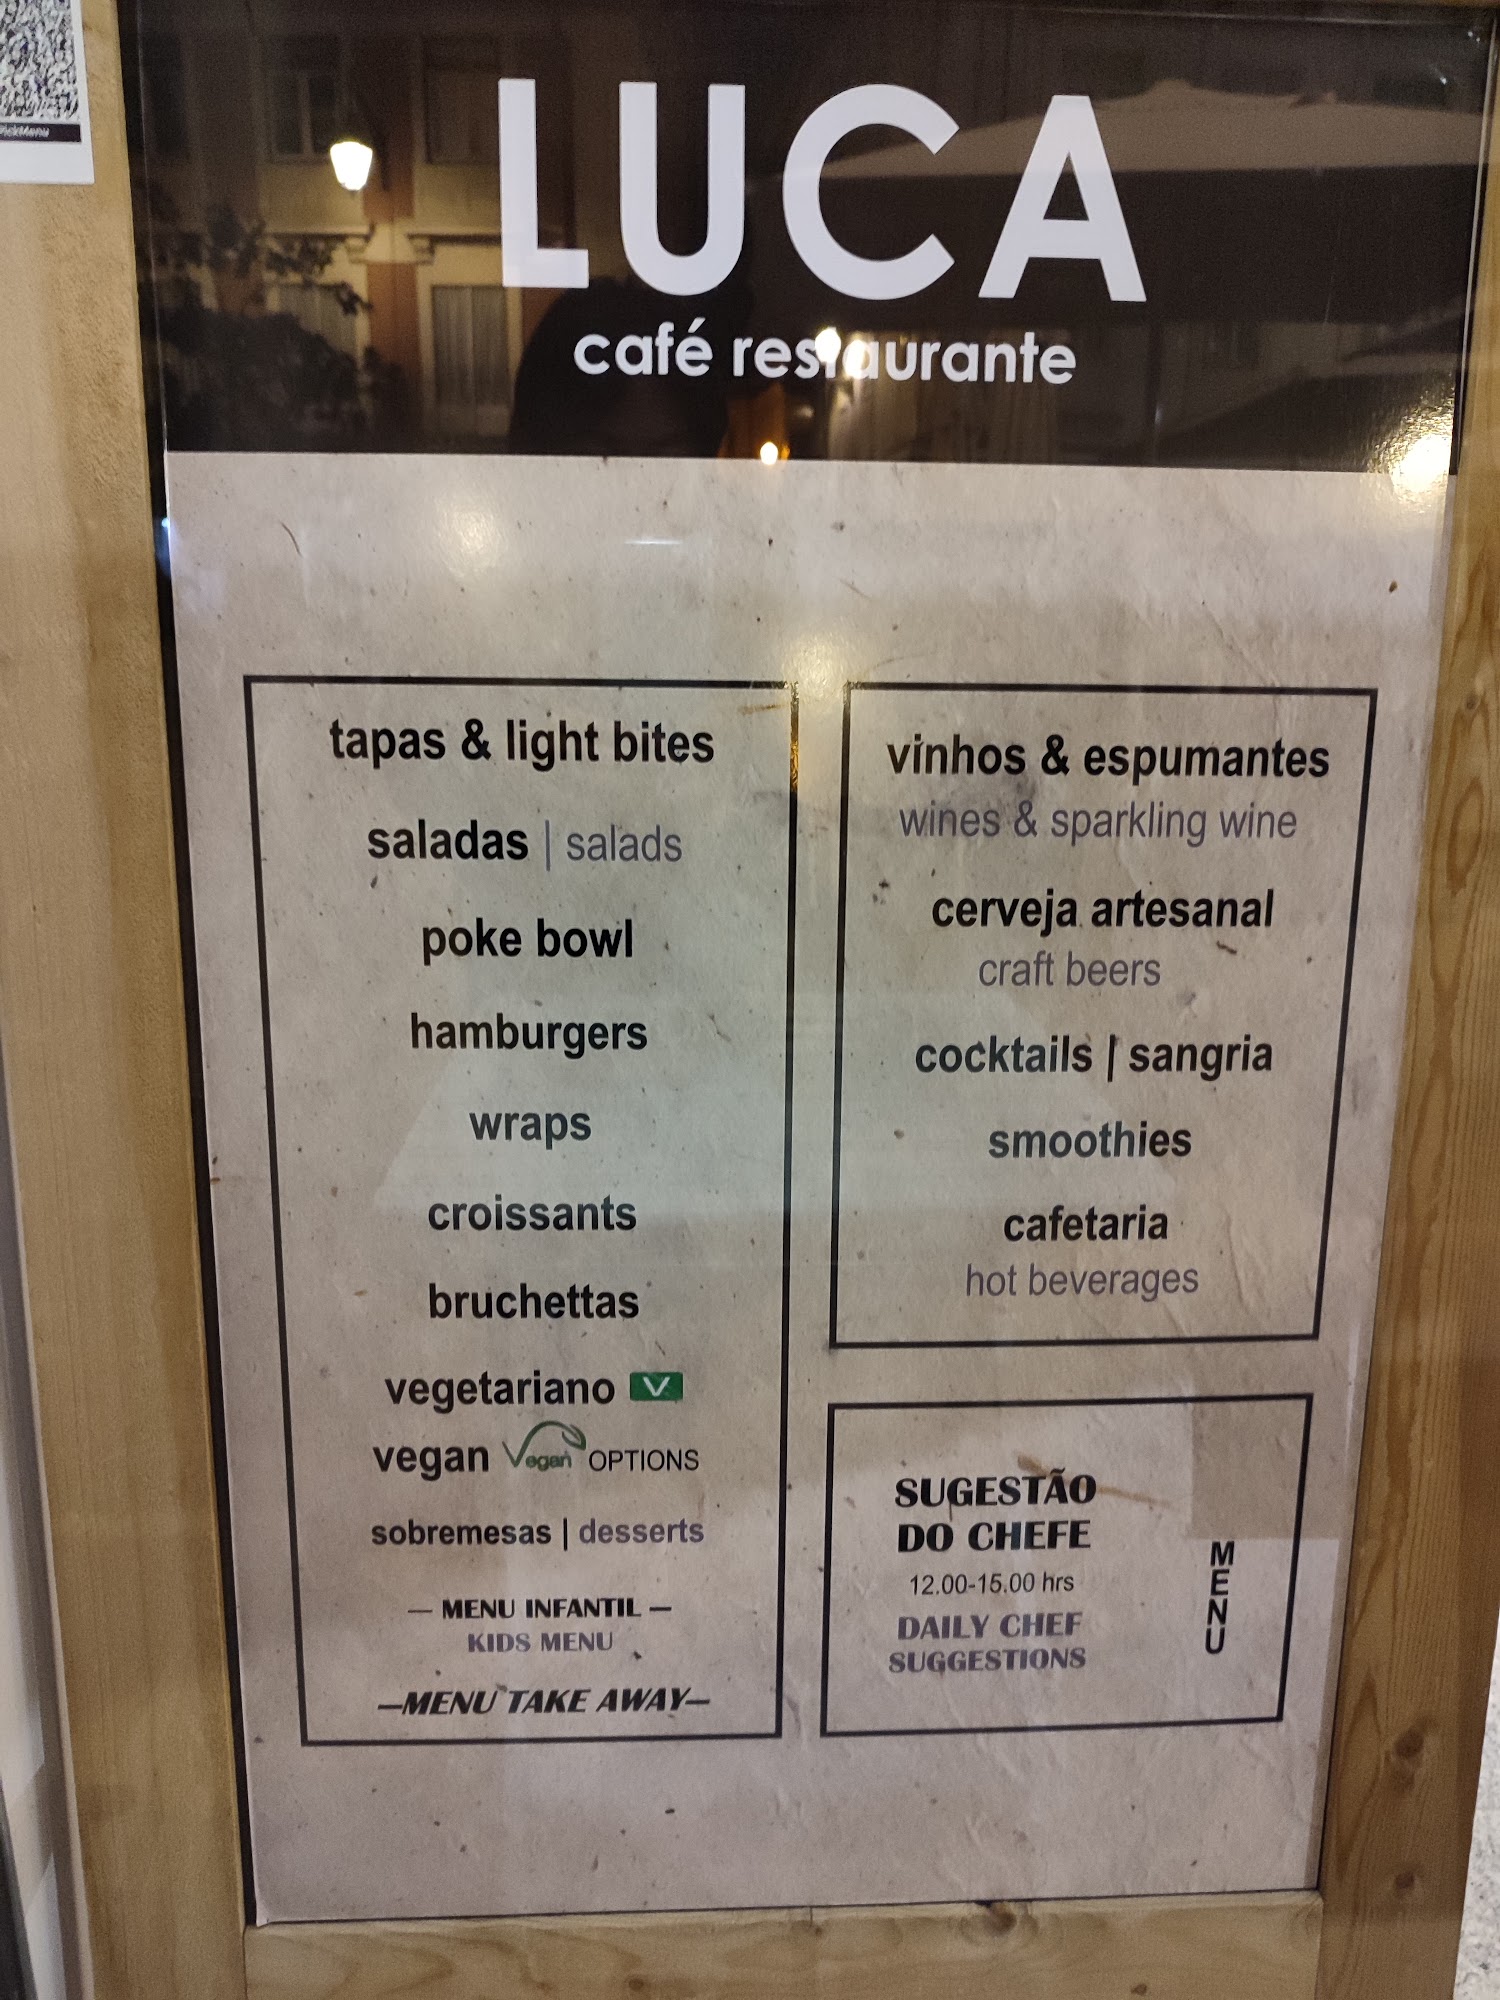 PickMenu
LUCA
café restaurante
tapas & light bites
saladas | salads
poke bowl
hamburgers
wraps
croissants
bruchettas
vegetariano V
vegan Vegan OPTIONS
sobremesas | desserts
— MENU INFANTIL —
KIDS MENU
—MENU TAKE AWAY—
vinhos & espumantes
wines & sparkling wine
cerveja artesanal
craft beers
cocktails | sangria
smoothies
cafetaria
hot beverages
SUGESTÃO
DO CHEFE
12.00-15.00 hrs
DAILY CHEF
SUGGESTIONS
MENU